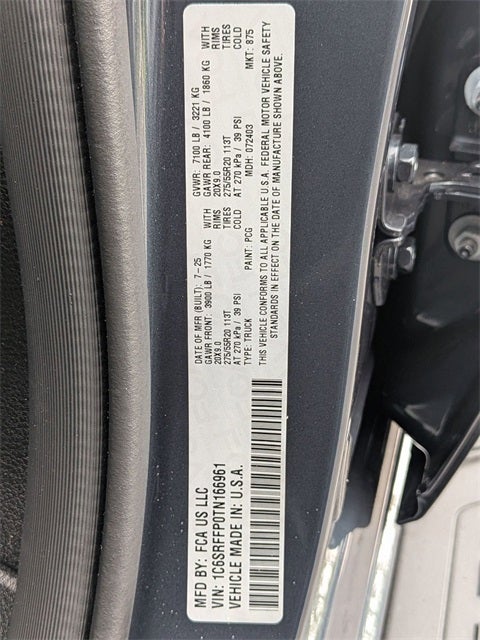 MFD BY: FCA US LLC
VIN: 1C6SRFFP0TN166961
VEHICLE MADE IN: U.S.A.
DATE OF MFR (BUILT): 7-25 GVWR: 7100 LB / 3221 KG WITH
GAWR FRONT: 3900 LB / 1770 KG GAWR REAR: 4100 LB / 1860 KG RIMS
20X9.0 20X9.0 TIRES
275/55R20 113T 275/55R20 113T COLD
AT 270 kPa / 39 PSI AT 270 kPa / 39 PSI
WITH
RIMS
TIRES
COLD
TYPE: TRUCK PAINT: PCG MDH: 072403 MKT: 875
THIS VEHICLE CONFORMS TO ALL APPLICABLE U.S.A. FEDERAL MOTOR VEHICLE SAFETY
STANDARDS IN EFFECT ON THE DATE OF MANUFACTURE SHOWN ABOVE.